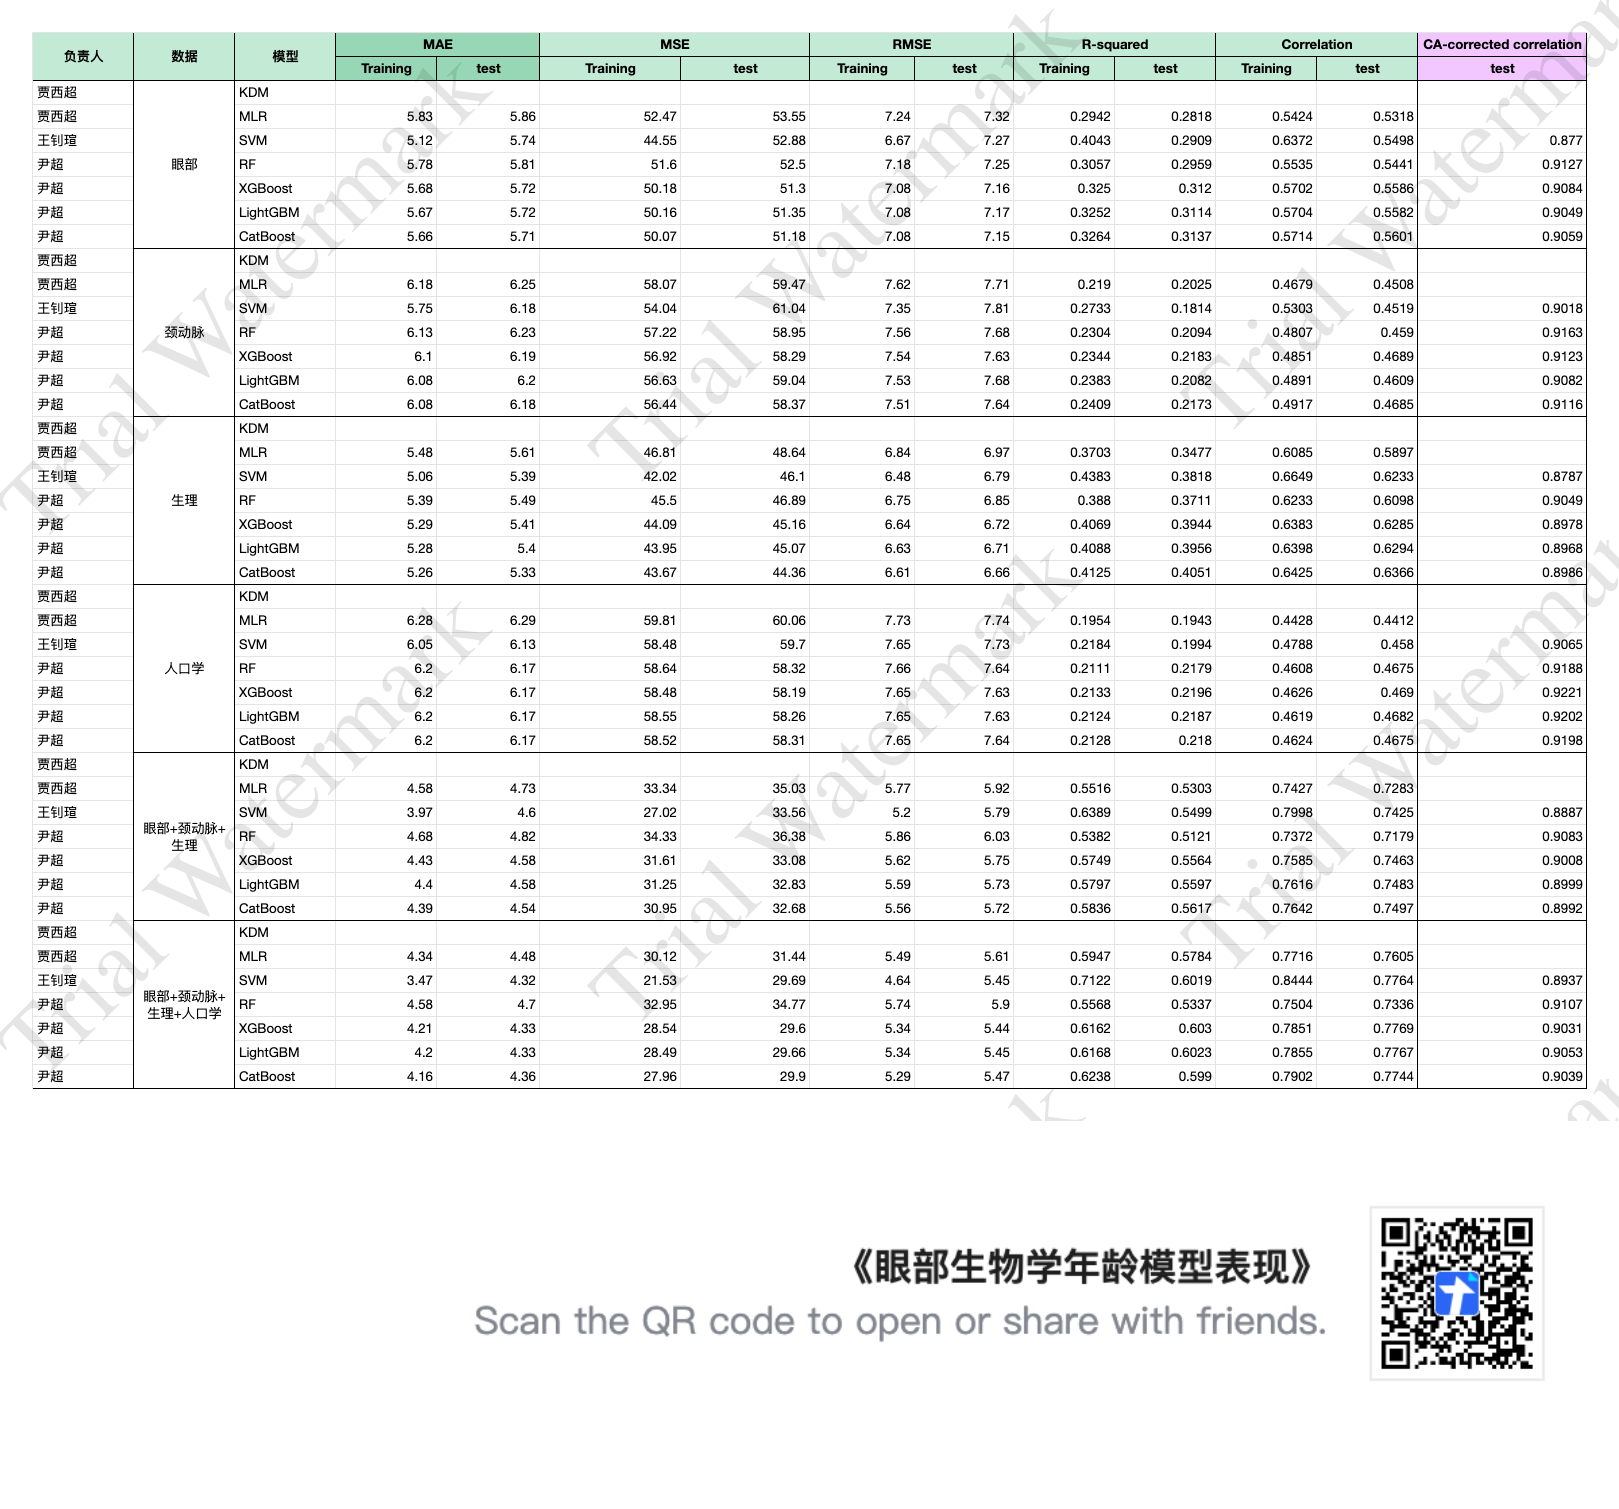 负责人 数据 模型 MAE MSE RMSE R-squared Correlation CA-corrected correlation
Training test Training test Training test Training test Training test test
贾西超 KDM
贾西超 MLR 5.83 5.86 52.47 53.55 7.24 7.32 0.2942 0.2818 0.5424 0.5318
王钊瑄 SVM 5.12 5.74 44.55 52.88 6.67 7.27 0.4043 0.2909 0.6372 0.5498 0.877
尹超 眼部 RF 5.78 5.81 51.6 52.5 7.18 7.25 0.3057 0.2959 0.5535 0.5441 0.9127
尹超 XGBoost 5.68 5.72 50.18 51.3 7.08 7.16 0.325 0.312 0.5702 0.5586 0.9084
尹超 LightGBM 5.67 5.72 50.16 51.35 7.08 7.17 0.3252 0.3114 0.5704 0.5582 0.9049
尹超 CatBoost 5.66 5.71 50.07 51.18 7.08 7.15 0.3264 0.3137 0.5714 0.5601 0.9059
贾西超 KDM
贾西超 MLR 6.18 6.25 58.07 59.47 7.62 7.71 0.219 0.2025 0.4679 0.4508
王钊瑄 SVM 5.75 6.18 54.04 61.04 7.35 7.81 0.2733 0.1814 0.5303 0.4519 0.9018
尹超 颈动脉 RF 6.13 6.23 57.22 58.95 7.56 7.68 0.2304 0.2094 0.4807 0.459 0.9163
尹超 XGBoost 6.1 6.19 56.92 58.29 7.54 7.63 0.2344 0.2183 0.4851 0.4689 0.9123
尹超 LightGBM 6.08 6.2 56.63 59.04 7.53 7.68 0.2383 0.2082 0.4891 0.4609 0.9082
尹超 CatBoost 6.08 6.18 56.44 58.37 7.51 7.64 0.2409 0.2173 0.4917 0.4685 0.9116
贾西超 KDM
贾西超 MLR 5.48 5.61 46.81 48.64 6.84 6.97 0.3703 0.3477 0.6085 0.5897
王钊瑄 SVM 5.06 5.39 42.02 46.1 6.48 6.79 0.4383 0.3818 0.6649 0.6233 0.8787
尹超 生理 RF 5.39 5.49 45.5 46.89 6.75 6.85 0.388 0.3711 0.6233 0.6098 0.9049
尹超 XGBoost 5.29 5.41 44.09 45.16 6.64 6.72 0.4069 0.3944 0.6383 0.6285 0.8978
尹超 LightGBM 5.28 5.4 43.95 45.07 6.63 6.71 0.4088 0.3956 0.6398 0.6294 0.8968
尹超 CatBoost 5.26 5.33 43.67 44.36 6.61 6.66 0.4125 0.4051 0.6425 0.6366 0.8986
贾西超 KDM
贾西超 MLR 6.28 6.29 59.81 60.06 7.73 7.74 0.1954 0.1943 0.4428 0.4412
王钊瑄 SVM 6.05 6.13 58.48 59.7 7.65 7.73 0.2184 0.1994 0.4788 0.458 0.9065
尹超 人口学 RF 6.2 6.17 58.64 58.32 7.66 7.64 0.2111 0.2179 0.4608 0.4675 0.9188
尹超 XGBoost 6.2 6.17 58.48 58.19 7.65 7.63 0.2133 0.2196 0.4626 0.469 0.9221
尹超 LightGBM 6.2 6.17 58.55 58.26 7.65 7.63 0.2124 0.2187 0.4619 0.4682 0.9202
尹超 CatBoost 6.2 6.17 58.52 58.31 7.65 7.64 0.2128 0.218 0.4624 0.4675 0.9198
贾西超 KDM
贾西超 MLR 4.58 4.73 33.34 35.03 5.77 5.92 0.5516 0.5303 0.7427 0.7283
王钊瑄 SVM 3.97 4.6 27.02 33.56 5.2 5.79 0.6389 0.5499 0.7998 0.7425 0.8887
眼部+颈动脉+
尹超 生理 RF 4.68 4.82 34.33 36.38 5.86 6.03 0.5382 0.5121 0.7372 0.7179 0.9083
尹超 XGBoost 4.43 4.58 31.61 33.08 5.62 5.75 0.5749 0.5564 0.7585 0.7463 0.9008
尹超 LightGBM 4.4 4.58 31.25 32.83 5.59 5.73 0.5797 0.5597 0.7616 0.7483 0.8999
尹超 CatBoost 4.39 4.54 30.95 32.68 5.56 5.72 0.5836 0.5617 0.7642 0.7497 0.8992
贾西超 KDM
贾西超 MLR 4.34 4.48 30.12 31.44 5.49 5.61 0.5947 0.5784 0.7716 0.7605
王钊瑄 SVM 3.47 4.32 21.53 29.69 4.64 5.45 0.7122 0.6019 0.8444 0.7764 0.8937
眼部+颈动脉+
尹超 生理+人口学 RF 4.58 4.7 32.95 34.77 5.74 5.9 0.5568 0.5337 0.7504 0.7336 0.9107
尹超 XGBoost 4.21 4.33 28.54 29.6 5.34 5.44 0.6162 0.603 0.7851 0.7769 0.9031
尹超 LightGBM 4.2 4.33 28.49 29.66 5.34 5.45 0.6168 0.6023 0.7855 0.7767 0.9053
尹超 CatBoost 4.16 4.36 27.96 29.9 5.29 5.47 0.6238 0.599 0.7902 0.7744 0.9039
Trial Watermark
Trial Watermark
Trial Watermark
Trial Watermark
Trial Watermark
Trial Watermark
《眼部生物学年龄模型表现》
Scan the QR code to open or share with friends.